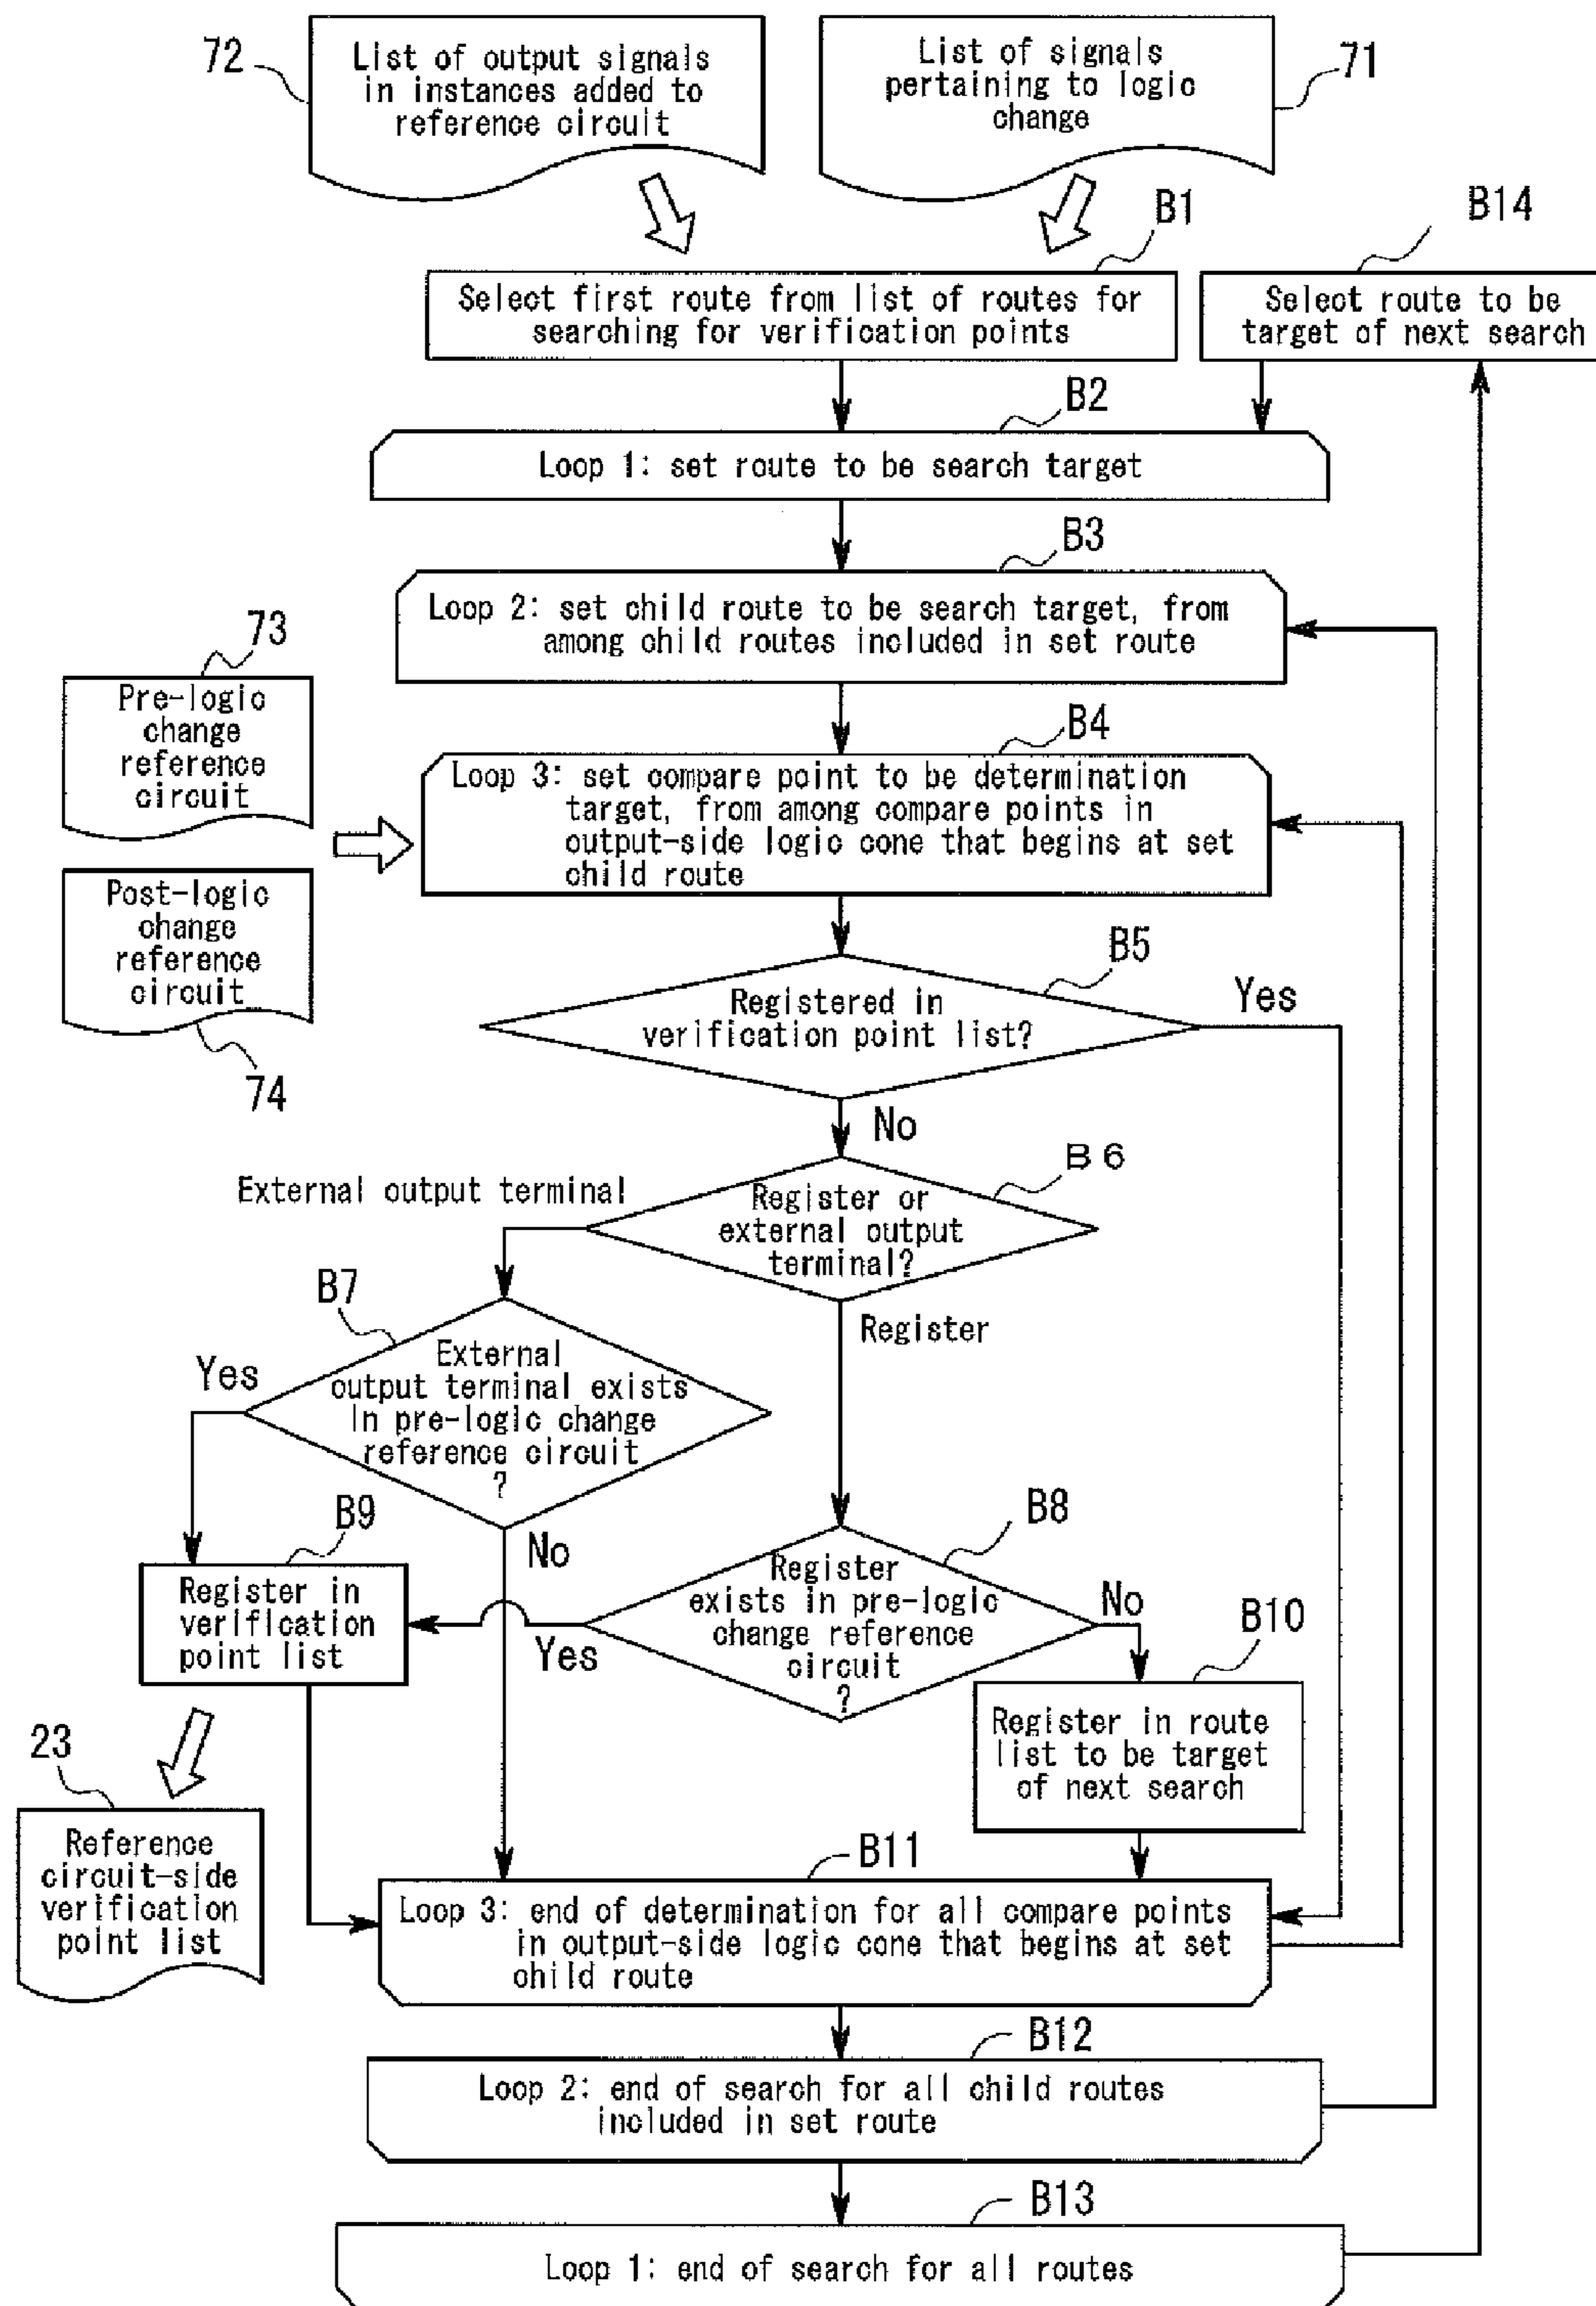 72
List of output signals
in instances added to
reference circuit
List of signals
pertaining to logic
change
71
B1
B14
Select first route from list of routes for
searching for verification points
Select route to be
target of next search
B2
Loop 1: set route to be search target
B3
Loop 2: set child route to be search target, from
among child routes included in set route
73
Pre-logic
change
reference
circuit
B4
Loop 3: set compare point to be determination
target, from among compare points in
output-side logic cone that begins at set
child route
Post-logic
change
reference
circuit
74
B5
Registered in
verification point list?
Yes
No
B6
External output terminal
Register or
external output
terminal?
B7
Register
External
output terminal exists
In pre-logic change
reference circuit
?
Yes
B9
No
B8
Register in
verification
point list
Register
exists in pre-logic
change reference
circuit
?
Yes
No
B10
Register in route
list to be target
of next search
23
Reference
circuit-side
verification
point list
B11
Loop 3: end of determination for all compare points
in output-side logic cone that begins at set
child route
B12
Loop 2: end of search for all child routes
included in set route
B13
Loop 1: end of search for all routes